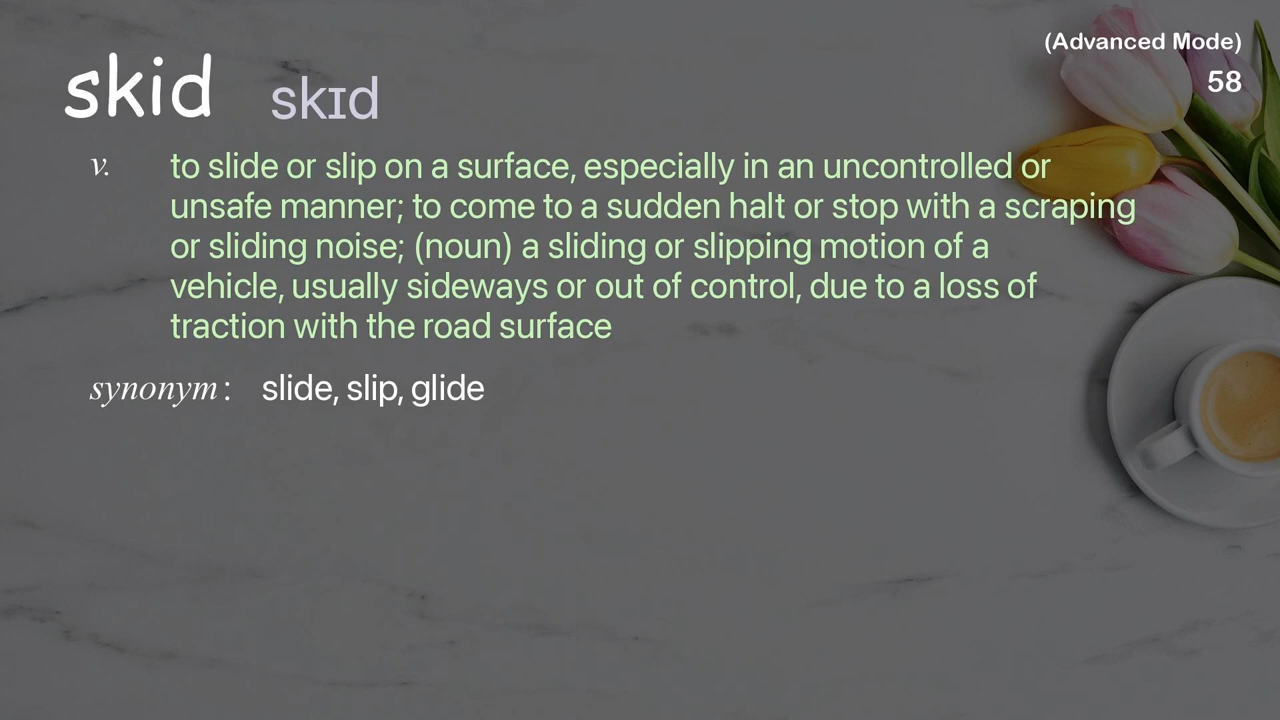 (Advanced Mode)
58
skid skɪd
v. to slide or slip on a surface, especially in an uncontrolled or
unsafe manner; to come to a sudden halt or stop with a scraping
or sliding noise; (noun) a sliding or slipping motion of a
vehicle, usually sideways or out of control, due to a loss of
traction with the road surface
synonym: slide, slip, glide